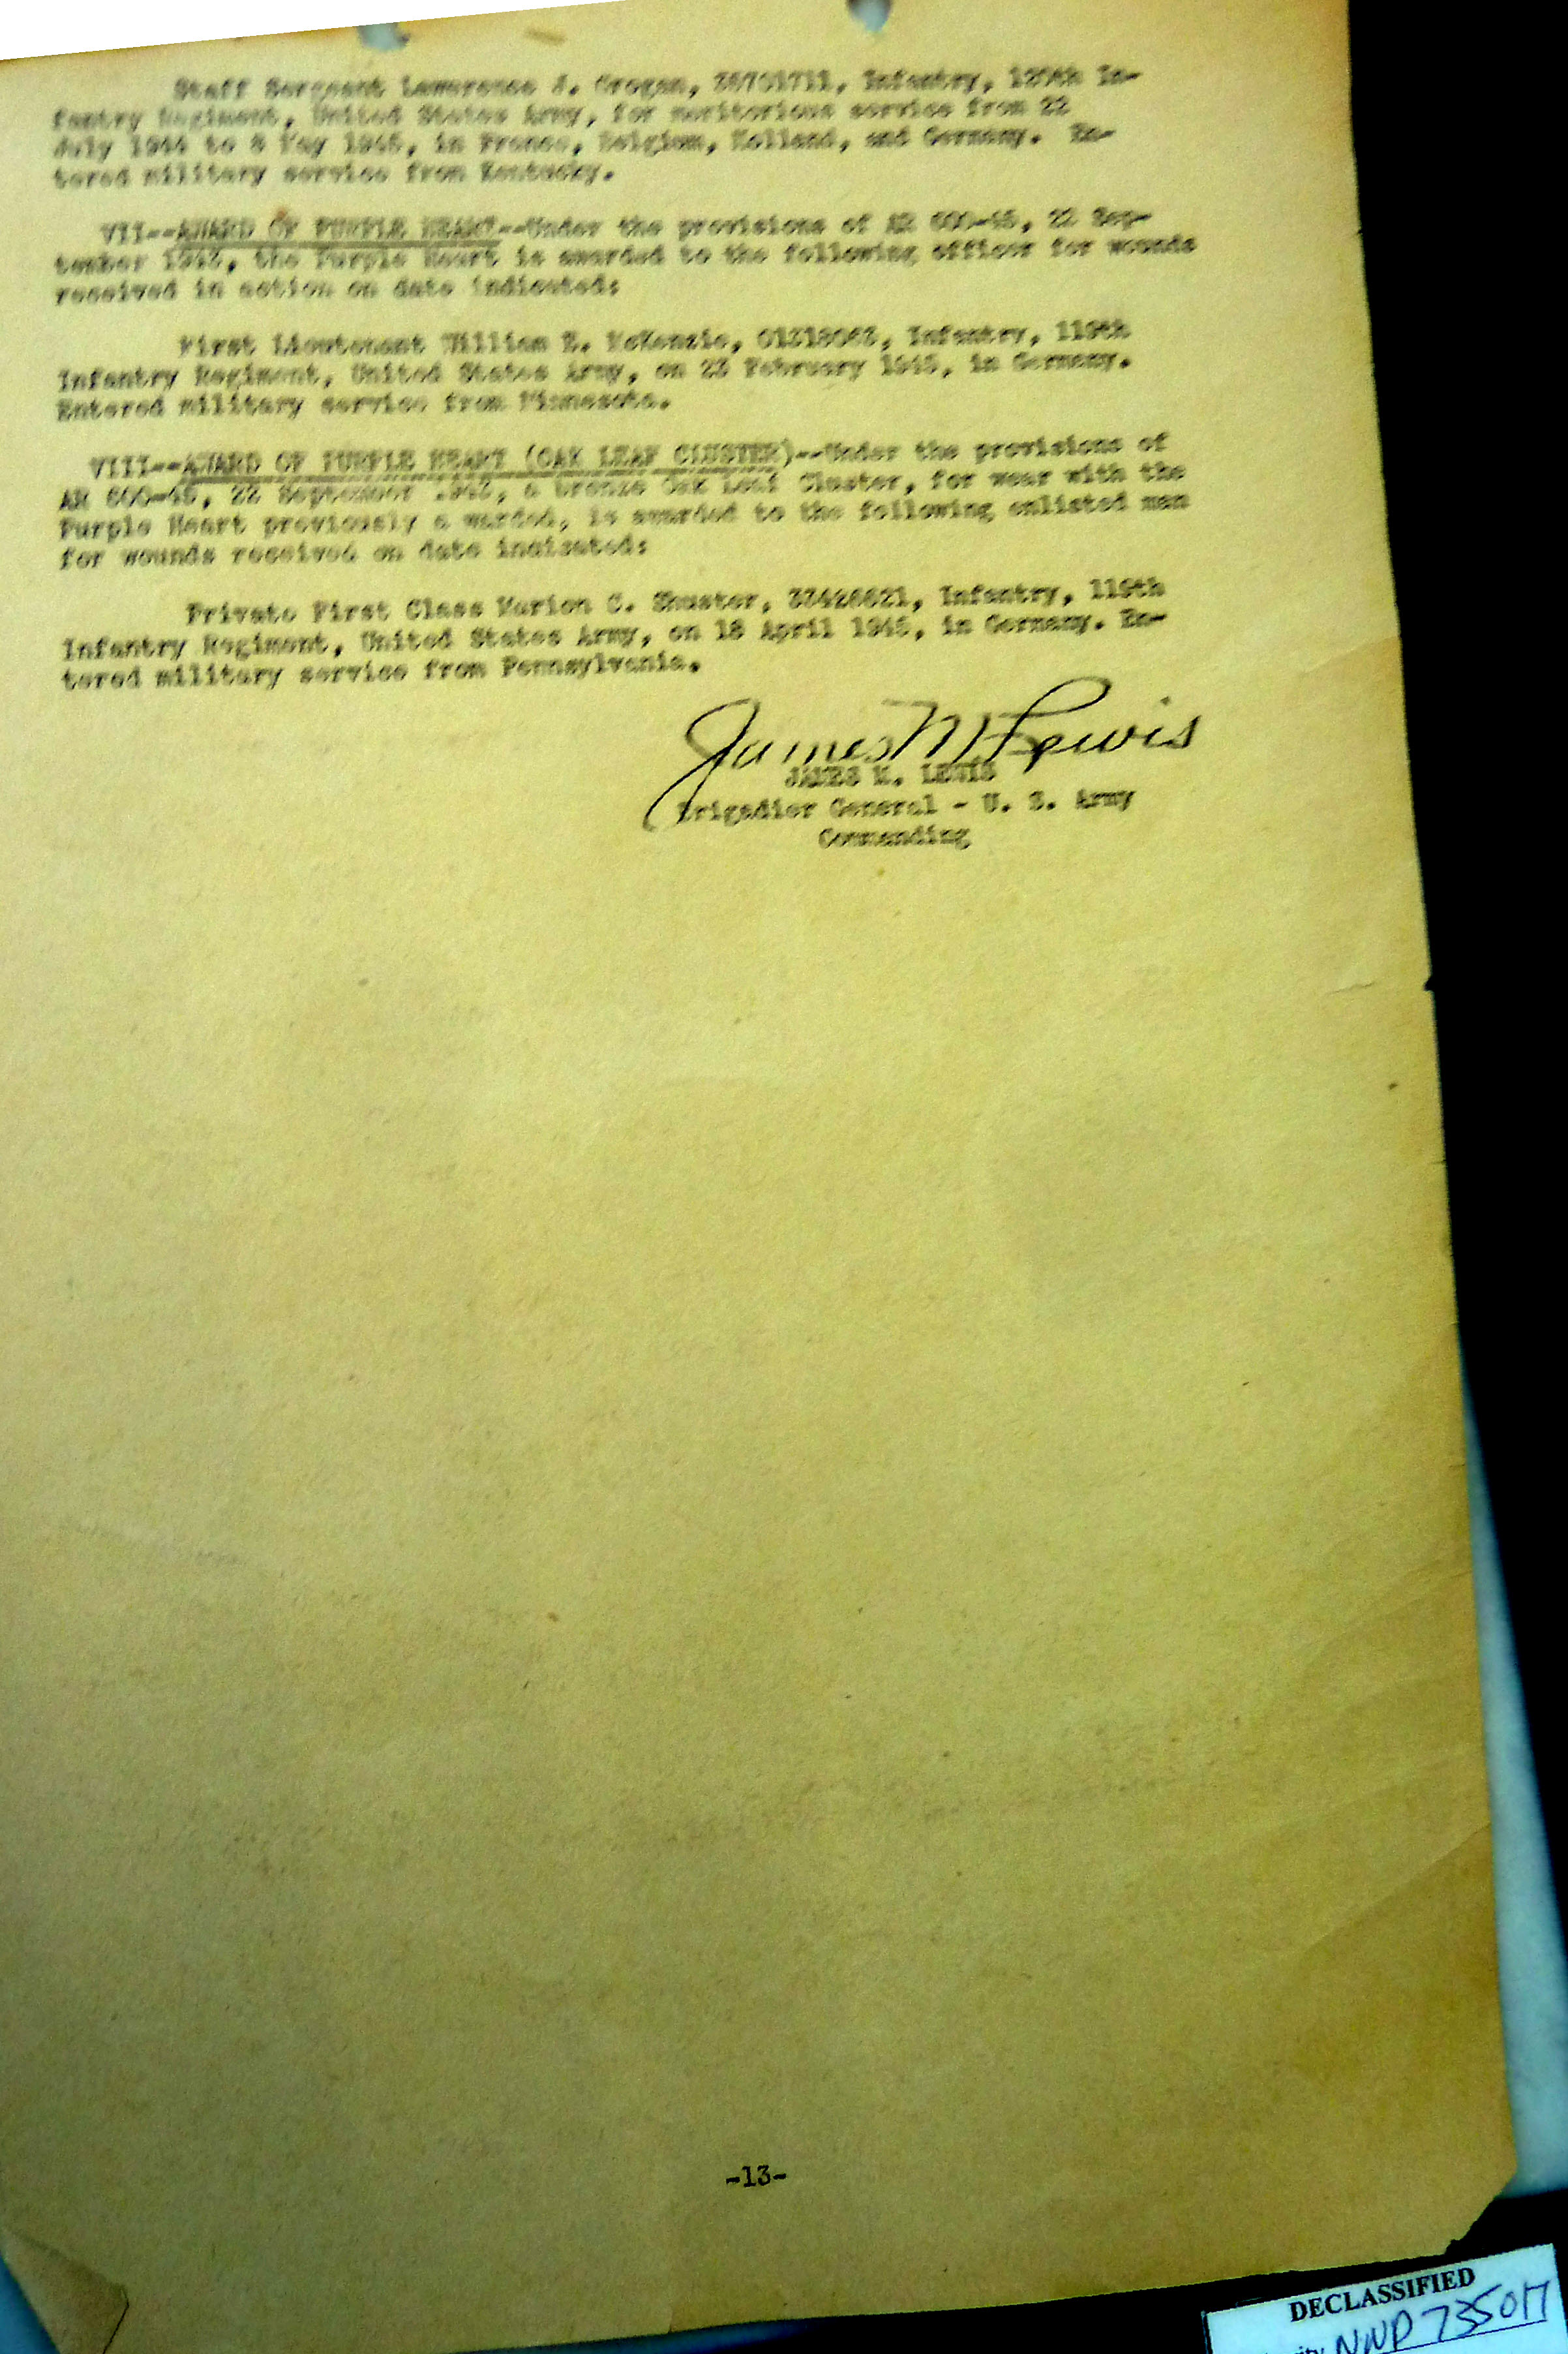 Staff Sergeant Lawerence J. Grogan, Infantry, In-
fantry Regiment, United States Army, for meritorious service from 22
July 1944 to 8 May 1945, in France, Belgium, Holland, and Germany. En-
tered military service from Kentucky.
VII--AWARD OF PURPLE HEART--Under the provisions of AR 600-45, 22 Sep-
tember 1943, the Purple Heart is awarded to the following officer for wounds
received in action on date indicated:
First Lieutenant William E. McKenzie, Infantry, 119th
Infantry Regiment, United States Army, on February 1945, in Germany.
Entered military service from Minnesota.
VIII--AWARD OF PURPLE HEART (OAK LEAF CLUSTER)--Under the provisions of
AR 600-45, 22 September 1943, a bronze Oak Leaf Cluster, for wear with the
Purple Heart previously a warded, is awarded to the following enlisted man
for wounds received on date indicated:
Private First Class Marion C. Shuster, Infantry, 119th
Infantry Regiment, United States Army, on 18 April 1945, in Germany. En-
tered military service from Pennsylvania.
James M Lewis
JAMES M. LEWIS
Brigadier General - U. S. Army
Commanding
-13-
DECLASSIFIED
NND 735017